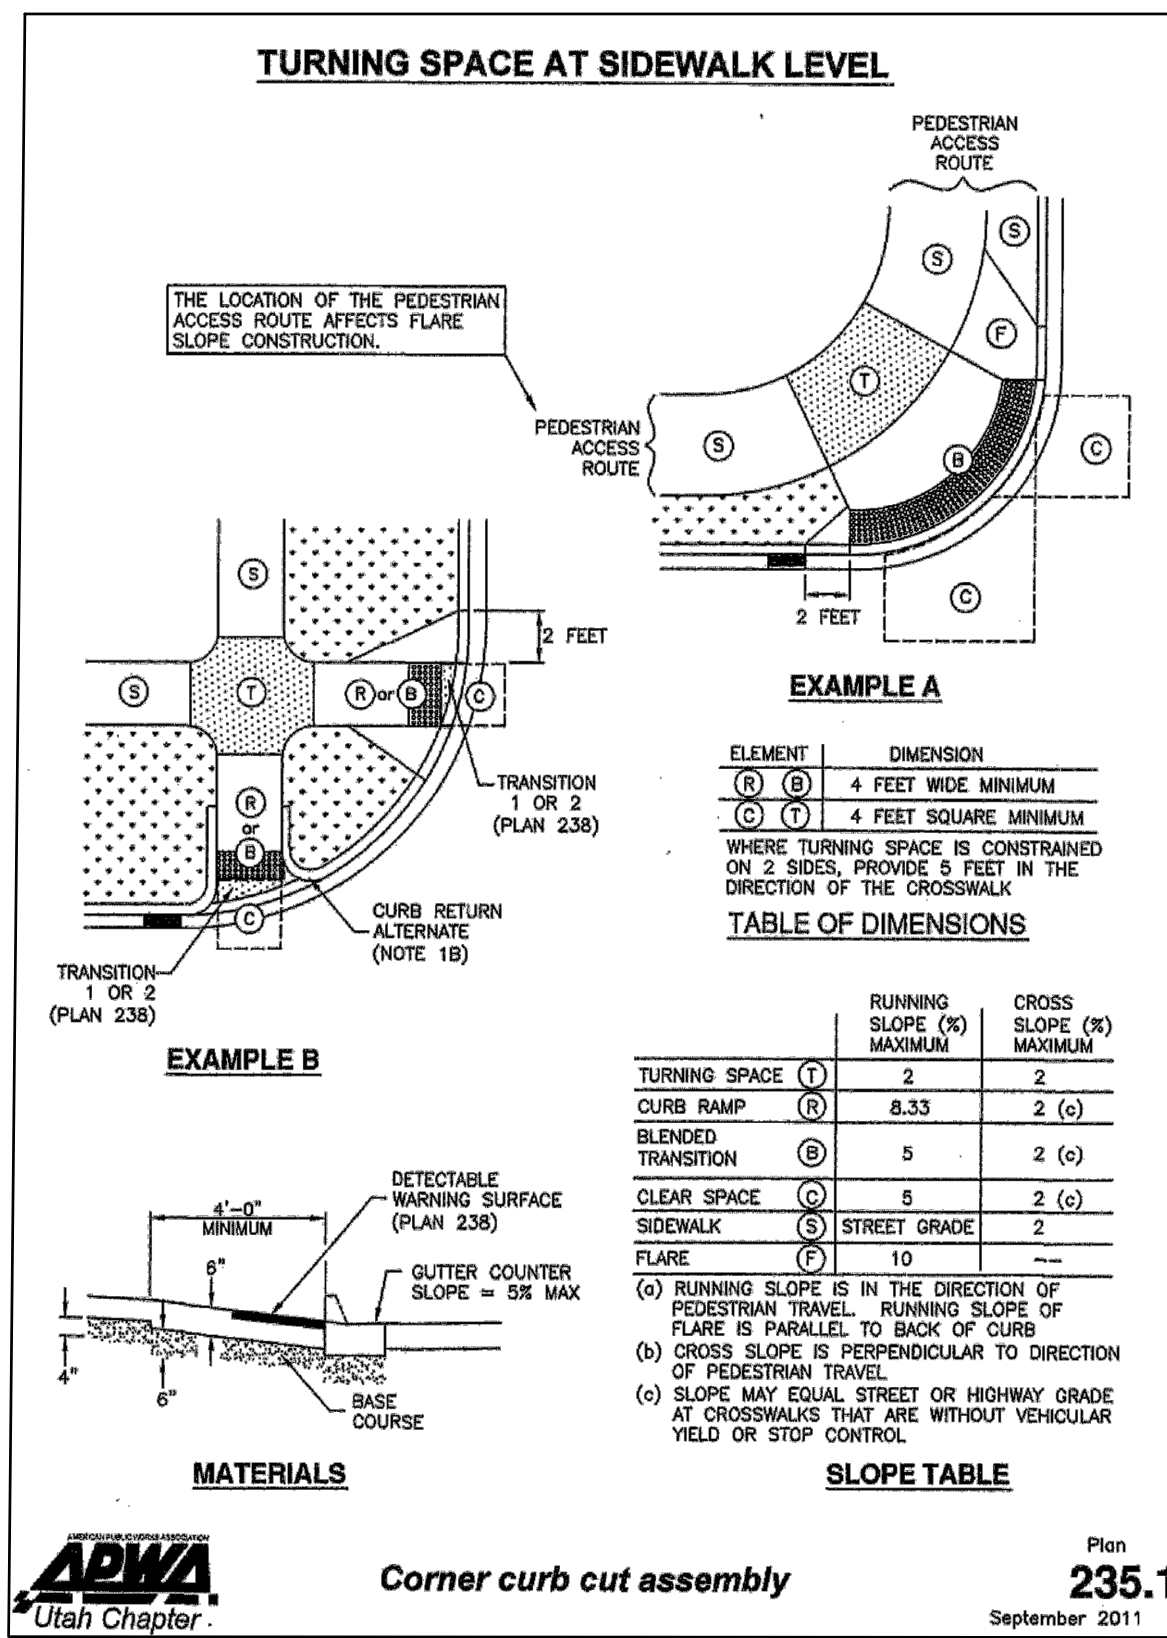 TURNING SPACE AT SIDEWALK LEVEL
PEDESTRIAN
ACCESS
ROUTE
S
S
THE LOCATION OF THE PEDESTRIAN
ACCESS ROUTE AFFECTS FLARE
SLOPE CONSTRUCTION.
F
T
PEDESTRIAN
ACCESS
ROUTE
S
B
C
C
2 FEET
EXAMPLE A
S
2 FEET
S
T
R or B
C
TRANSITION
1 OR 2
(PLAN 238)
R
or
B
C
CURB RETURN
ALTERNATE
(NOTE 1B)
TRANSITION
1 OR 2
(PLAN 238)
EXAMPLE B
ELEMENT DIMENSION
R B 4 FEET WIDE MINIMUM
C T 4 FEET SQUARE MINIMUM
WHERE TURNING SPACE IS CONSTRAINED
ON 2 SIDES, PROVIDE 5 FEET IN THE
DIRECTION OF THE CROSSWALK
TABLE OF DIMENSIONS
RUNNING SLOPE (%) MAXIMUM CROSS SLOPE (%) MAXIMUM
TURNING SPACE T 2 2
CURB RAMP R 8.33 2 (c)
BLENDED TRANSITION B 5 2 (c)
CLEAR SPACE C 5 2 (c)
SIDEWALK S STREET GRADE 2
FLARE F 10 --
(a) RUNNING SLOPE IS IN THE DIRECTION OF
PEDESTRIAN TRAVEL. RUNNING SLOPE OF
FLARE IS PARALLEL TO BACK OF CURB
(b) CROSS SLOPE IS PERPENDICULAR TO DIRECTION
OF PEDESTRIAN TRAVEL
(c) SLOPE MAY EQUAL STREET OR HIGHWAY GRADE
AT CROSSWALKS THAT ARE WITHOUT VEHICULAR
YIELD OR STOP CONTROL
SLOPE TABLE
4'-0"
MINIMUM
DETECTABLE
WARNING SURFACE
(PLAN 238)
6"
GUTTER COUNTER
SLOPE = 5% MAX
4"
6"
BASE
COURSE
MATERIALS
AMERICAN PUBLIC WORKS ASSOCIATION
APWA
Utah Chapter
Corner curb cut assembly
Plan
235.1
September 2011